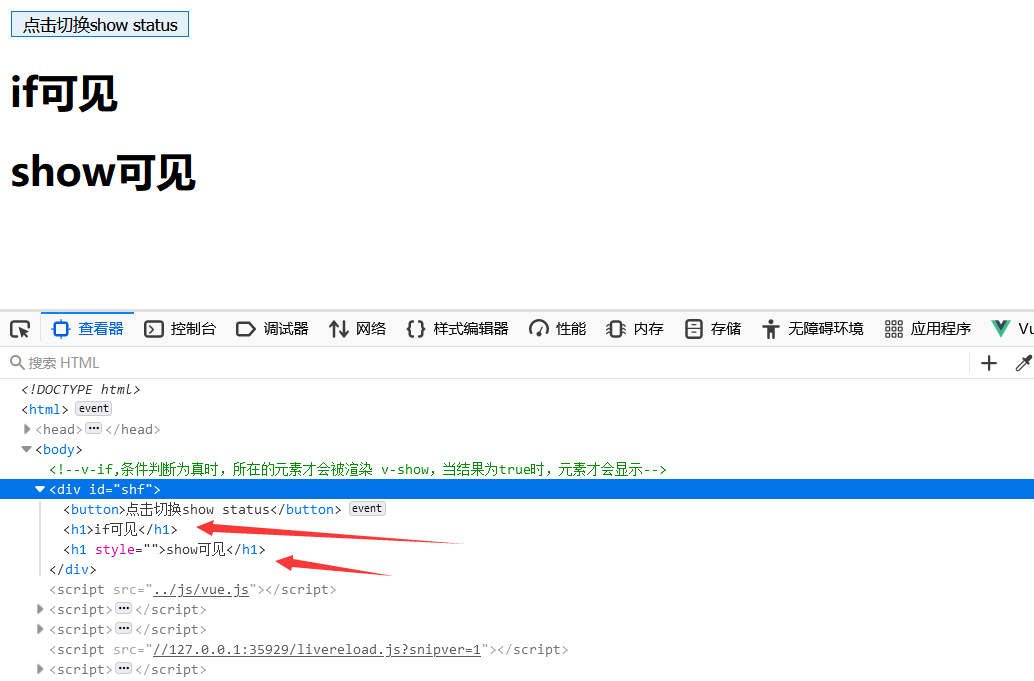 点击切换show status
if可见
show可见
查看器 控制台 调试器 网络 {} 样式编辑器 性能 内存 存储 无障碍环境 应用程序 Vu
搜索 HTML
<!DOCTYPE html>
<html> event
<head>···</head>
<body>
<!--v-if,条件判断为真时，所在的元素才会被渲染 v-show，当结果为true时，元素才会显示-->
<div id="shf">
<button>点击切换show status</button> event
<h1>if可见</h1>
<h1 style="">show可见</h1>
</div>
<script src="../js/vue.js"></script>
<script>···</script>
<script>···</script>
<script src="//127.0.0.1:35929/livereload.js?snipver=1"></script>
<script>···</script>